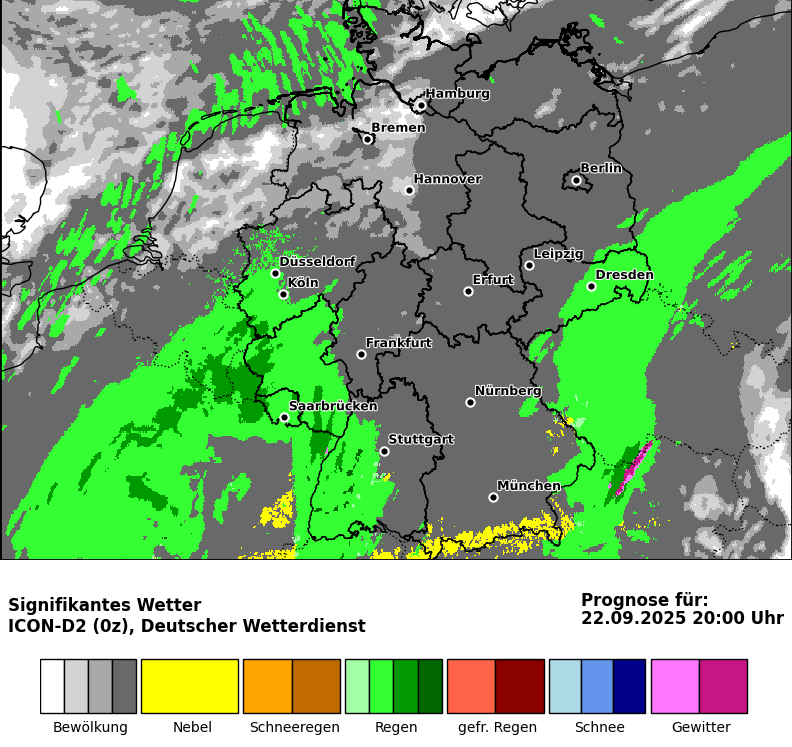 Hamburg
Bremen
Berlin
Hannover
Leipzig
Düsseldorf
Dresden
Erfurt
Köln
Frankfurt
Nürnberg
Saarbrücken
Stuttgart
München
Signifikantes Wetter
ICON-D2 (0z), Deutscher Wetterdienst
Prognose für:
22.09.2025 20:00 Uhr
Bewölkung
Nebel
Schneeregen
Regen
gefr. Regen
Schnee
Gewitter